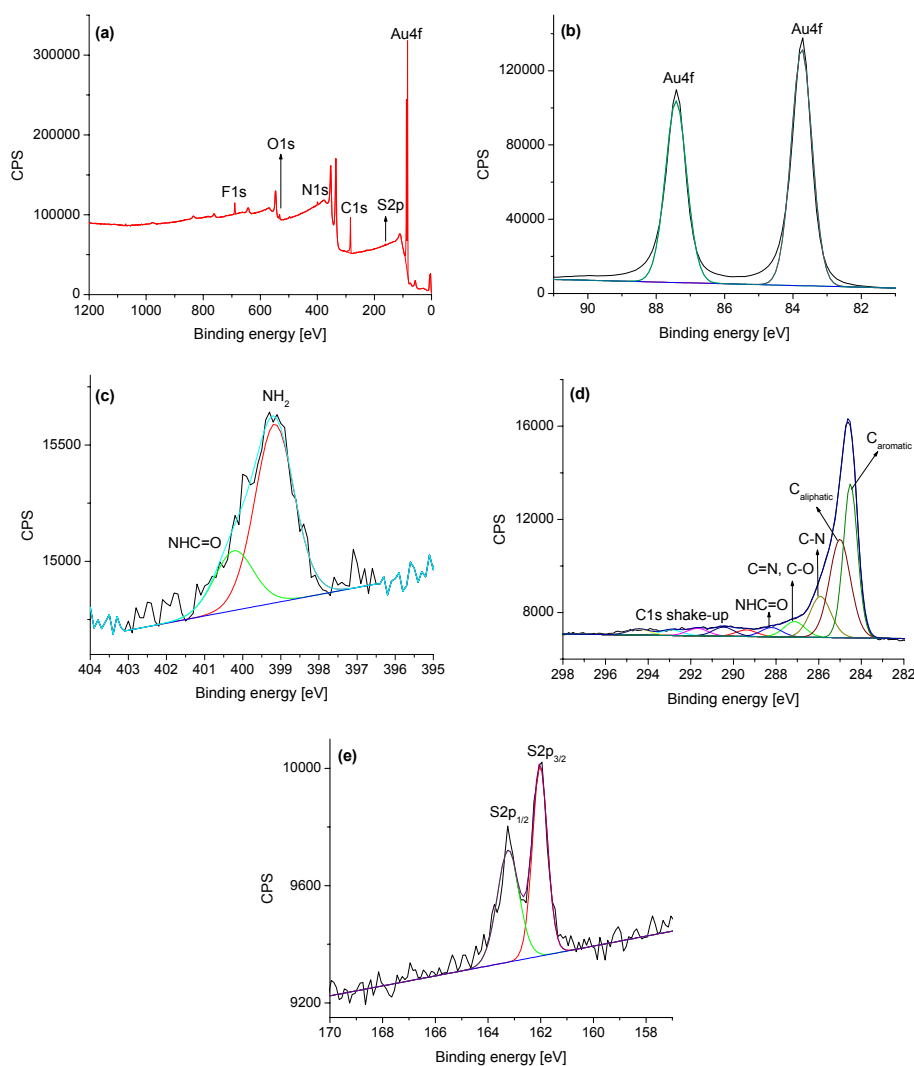 (a)
Au4f
O1s
F1s
N1s
C1s
S2p
CPS
300000
200000
100000
0
1200 1000 800 600 400 200 0
Binding energy [eV]
(b)
Au4f
Au4f
CPS
120000
80000
40000
0
90 88 86 84 82
Binding energy [eV]
(c)
NH2
NHC=O
CPS
15500
15000
404 403 402 401 400 399 398 397 396 395
Binding energy [eV]
(d)
Caromatic
Caliphatic
C-N
C=N, C-O
NHC=O
C1s shake-up
CPS
16000
12000
8000
298 296 294 292 290 288 286 284 282
Binding energy [eV]
(e)
S2p3/2
S2p1/2
CPS
10000
9600
9200
170 168 166 164 162 160 158
Binding energy [eV]